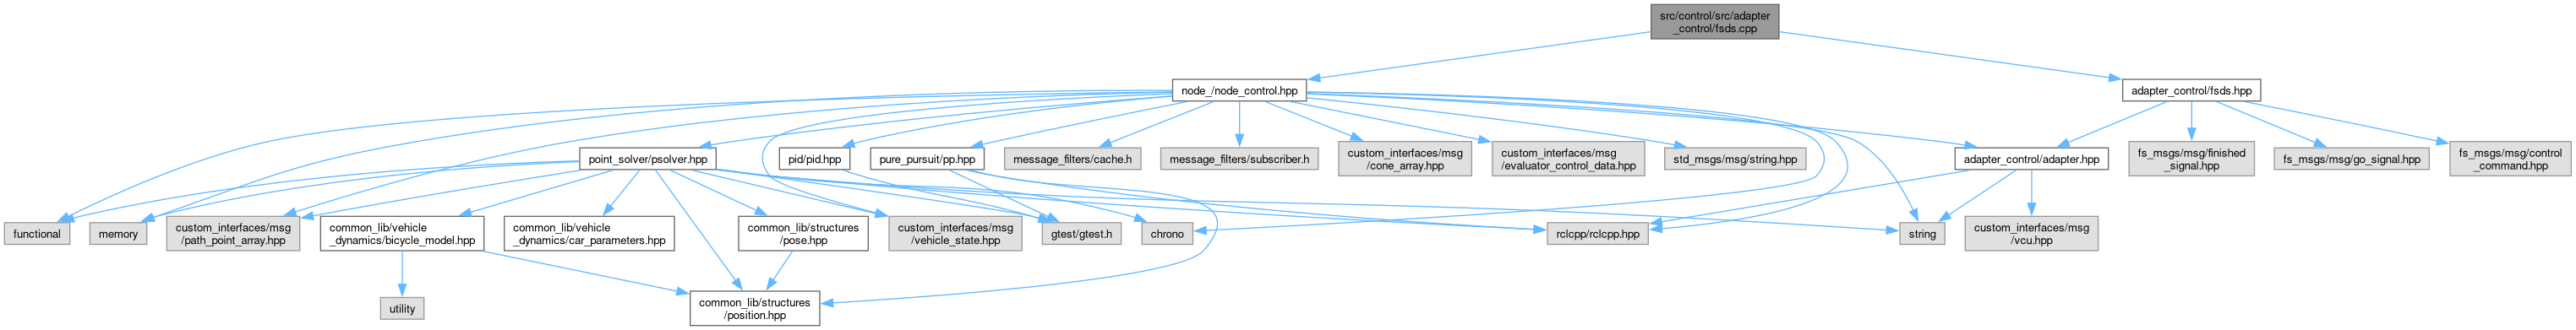 src/control/src/adapter
_control/fsds.cpp
node_/node_control.hpp
adapter_control/fsds.hpp
point_solver/psolver.hpp
pid/pid.hpp
pure_pursuit/pp.hpp
message_filters/cache.h
message_filters/subscriber.h
custom_interfaces/msg
/cone_array.hpp
custom_interfaces/msg
/evaluator_control_data.hpp
std_msgs/msg/string.hpp
adapter_control/adapter.hpp
fs_msgs/msg/finished
_signal.hpp
fs_msgs/msg/go_signal.hpp
fs_msgs/msg/control
_command.hpp
functional
memory
custom_interfaces/msg
/path_point_array.hpp
common_lib/vehicle
_dynamics/bicycle_model.hpp
common_lib/vehicle
_dynamics/car_parameters.hpp
common_lib/structures
/pose.hpp
custom_interfaces/msg
/vehicle_state.hpp
gtest/gtest.h
chrono
rclcpp/rclcpp.hpp
string
custom_interfaces/msg
/vcu.hpp
utility
common_lib/structures
/position.hpp